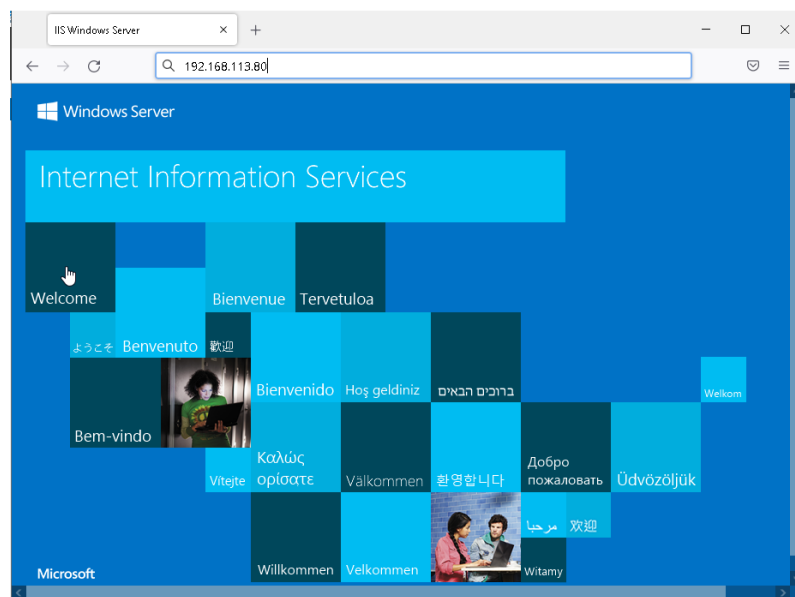 IIS Windows Server
192.168.113.80
Windows Server
Internet Information Services
Welcome
Bienvenue
Tervetuloa
ようこそ
Benvenuto
歡迎
Bienvenido
Hoş geldiniz
ברוכים הבאים
Welkom
Bem-vindo
Vítejte
Καλώς
ορίσατε
Välkommen
환영합니다
Добро
пожаловать
Üdvözöljük
Microsoft
Willkommen
Velkommen
مرحبا
欢迎
Witamy